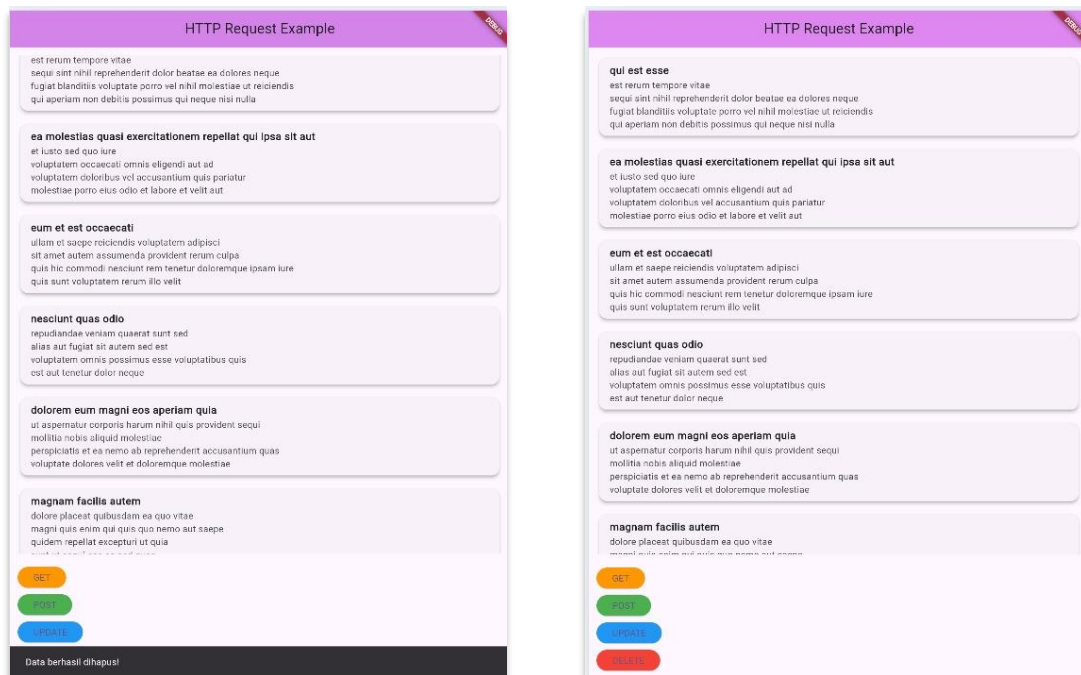 HTTP Request Example
DEBUG
est rerum tempore vitae
sequi sint nihil reprehenderit dolor beatae ea dolores neque
fugiat blanditiis voluptate porro vel nihil molestiae ut reiciendis
qui aperiam non debitis possimus qui neque nisi nulla
ea molestias quasi exercitationem repellat qui ipsa sit aut
et iusto sed quo iure
voluptatem occaecati omnis eligendi aut ad
voluptatem doloribus vel accusantium quis pariatur
molestiae porro eius odio et labore et velit aut
eum et est occaecati
ullam et saepe reiciendis voluptatem adipisci
sit amet autem assumenda provident rerum culpa
quis hic commodi nesciunt rem tenetur doloremque ipsam iure
quis sunt voluptatem rerum illo velit
nesciunt quas odio
repudiandae veniam quaerat sunt sed
alias aut fugiat sit autem sed est
voluptatem omnis possimus esse voluptatibus quis
est aut tenetur dolor neque
dolorem eum magni eos aperiam quia
ut aspernatur corporis harum nihil quis provident sequi
mollitia nobis aliquid molestiae
perspiciatis et ea nemo ab reprehenderit accusantium quas
voluptate dolores velit et doloremque molestiae
magnam facilis autem
dolore placeat quibusdam ea quo vitae
magni quis enim qui quis quo nemo aut saepe
quidem repellat excepturi ut quia
GET
POST
UPDATE
Data berhasil dihapus!
HTTP Request Example
DEBUG
qui est esse
est rerum tempore vitae
sequi sint nihil reprehenderit dolor beatae ea dolores neque
fugiat blanditiis voluptate porro vel nihil molestiae ut reiciendis
qui aperiam non debitis possimus qui neque nisi nulla
ea molestias quasi exercitationem repellat qui ipsa sit aut
et iusto sed quo iure
voluptatem occaecati omnis eligendi aut ad
voluptatem doloribus vel accusantium quis pariatur
molestiae porro eius odio et labore et velit aut
eum et est occaecati
ullam et saepe reiciendis voluptatem adipisci
sit amet autem assumenda provident rerum culpa
quis hic commodi nesciunt rem tenetur doloremque ipsam iure
quis sunt voluptatem rerum illo velit
nesciunt quas odio
repudiandae veniam quaerat sunt sed
alias aut fugiat sit autem sed est
voluptatem omnis possimus esse voluptatibus quis
est aut tenetur dolor neque
dolorem eum magni eos aperiam quia
ut aspernatur corporis harum nihil quis provident sequi
mollitia nobis aliquid molestiae
perspiciatis et ea nemo ab reprehenderit accusantium quas
voluptate dolores velit et doloremque molestiae
magnam facilis autem
dolore placeat quibusdam ea quo vitae
GET
POST
UPDATE
DELETE